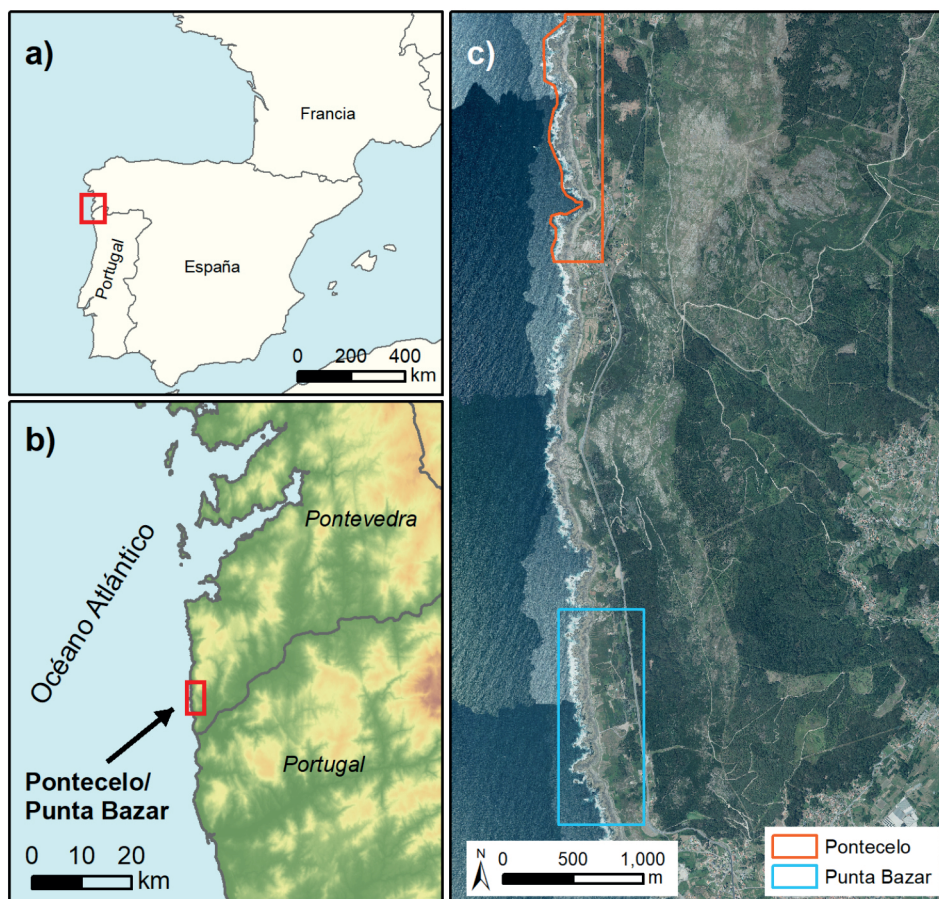 a)
Francia
Portugal
España
0 200 400
km
b)
Pontevedra
Océano Atlántico
Portugal
Pontecelo/
Punta Bazar
0 10 20
km
c)
N
0 500 1,000
m
Pontecelo
Punta Bazar